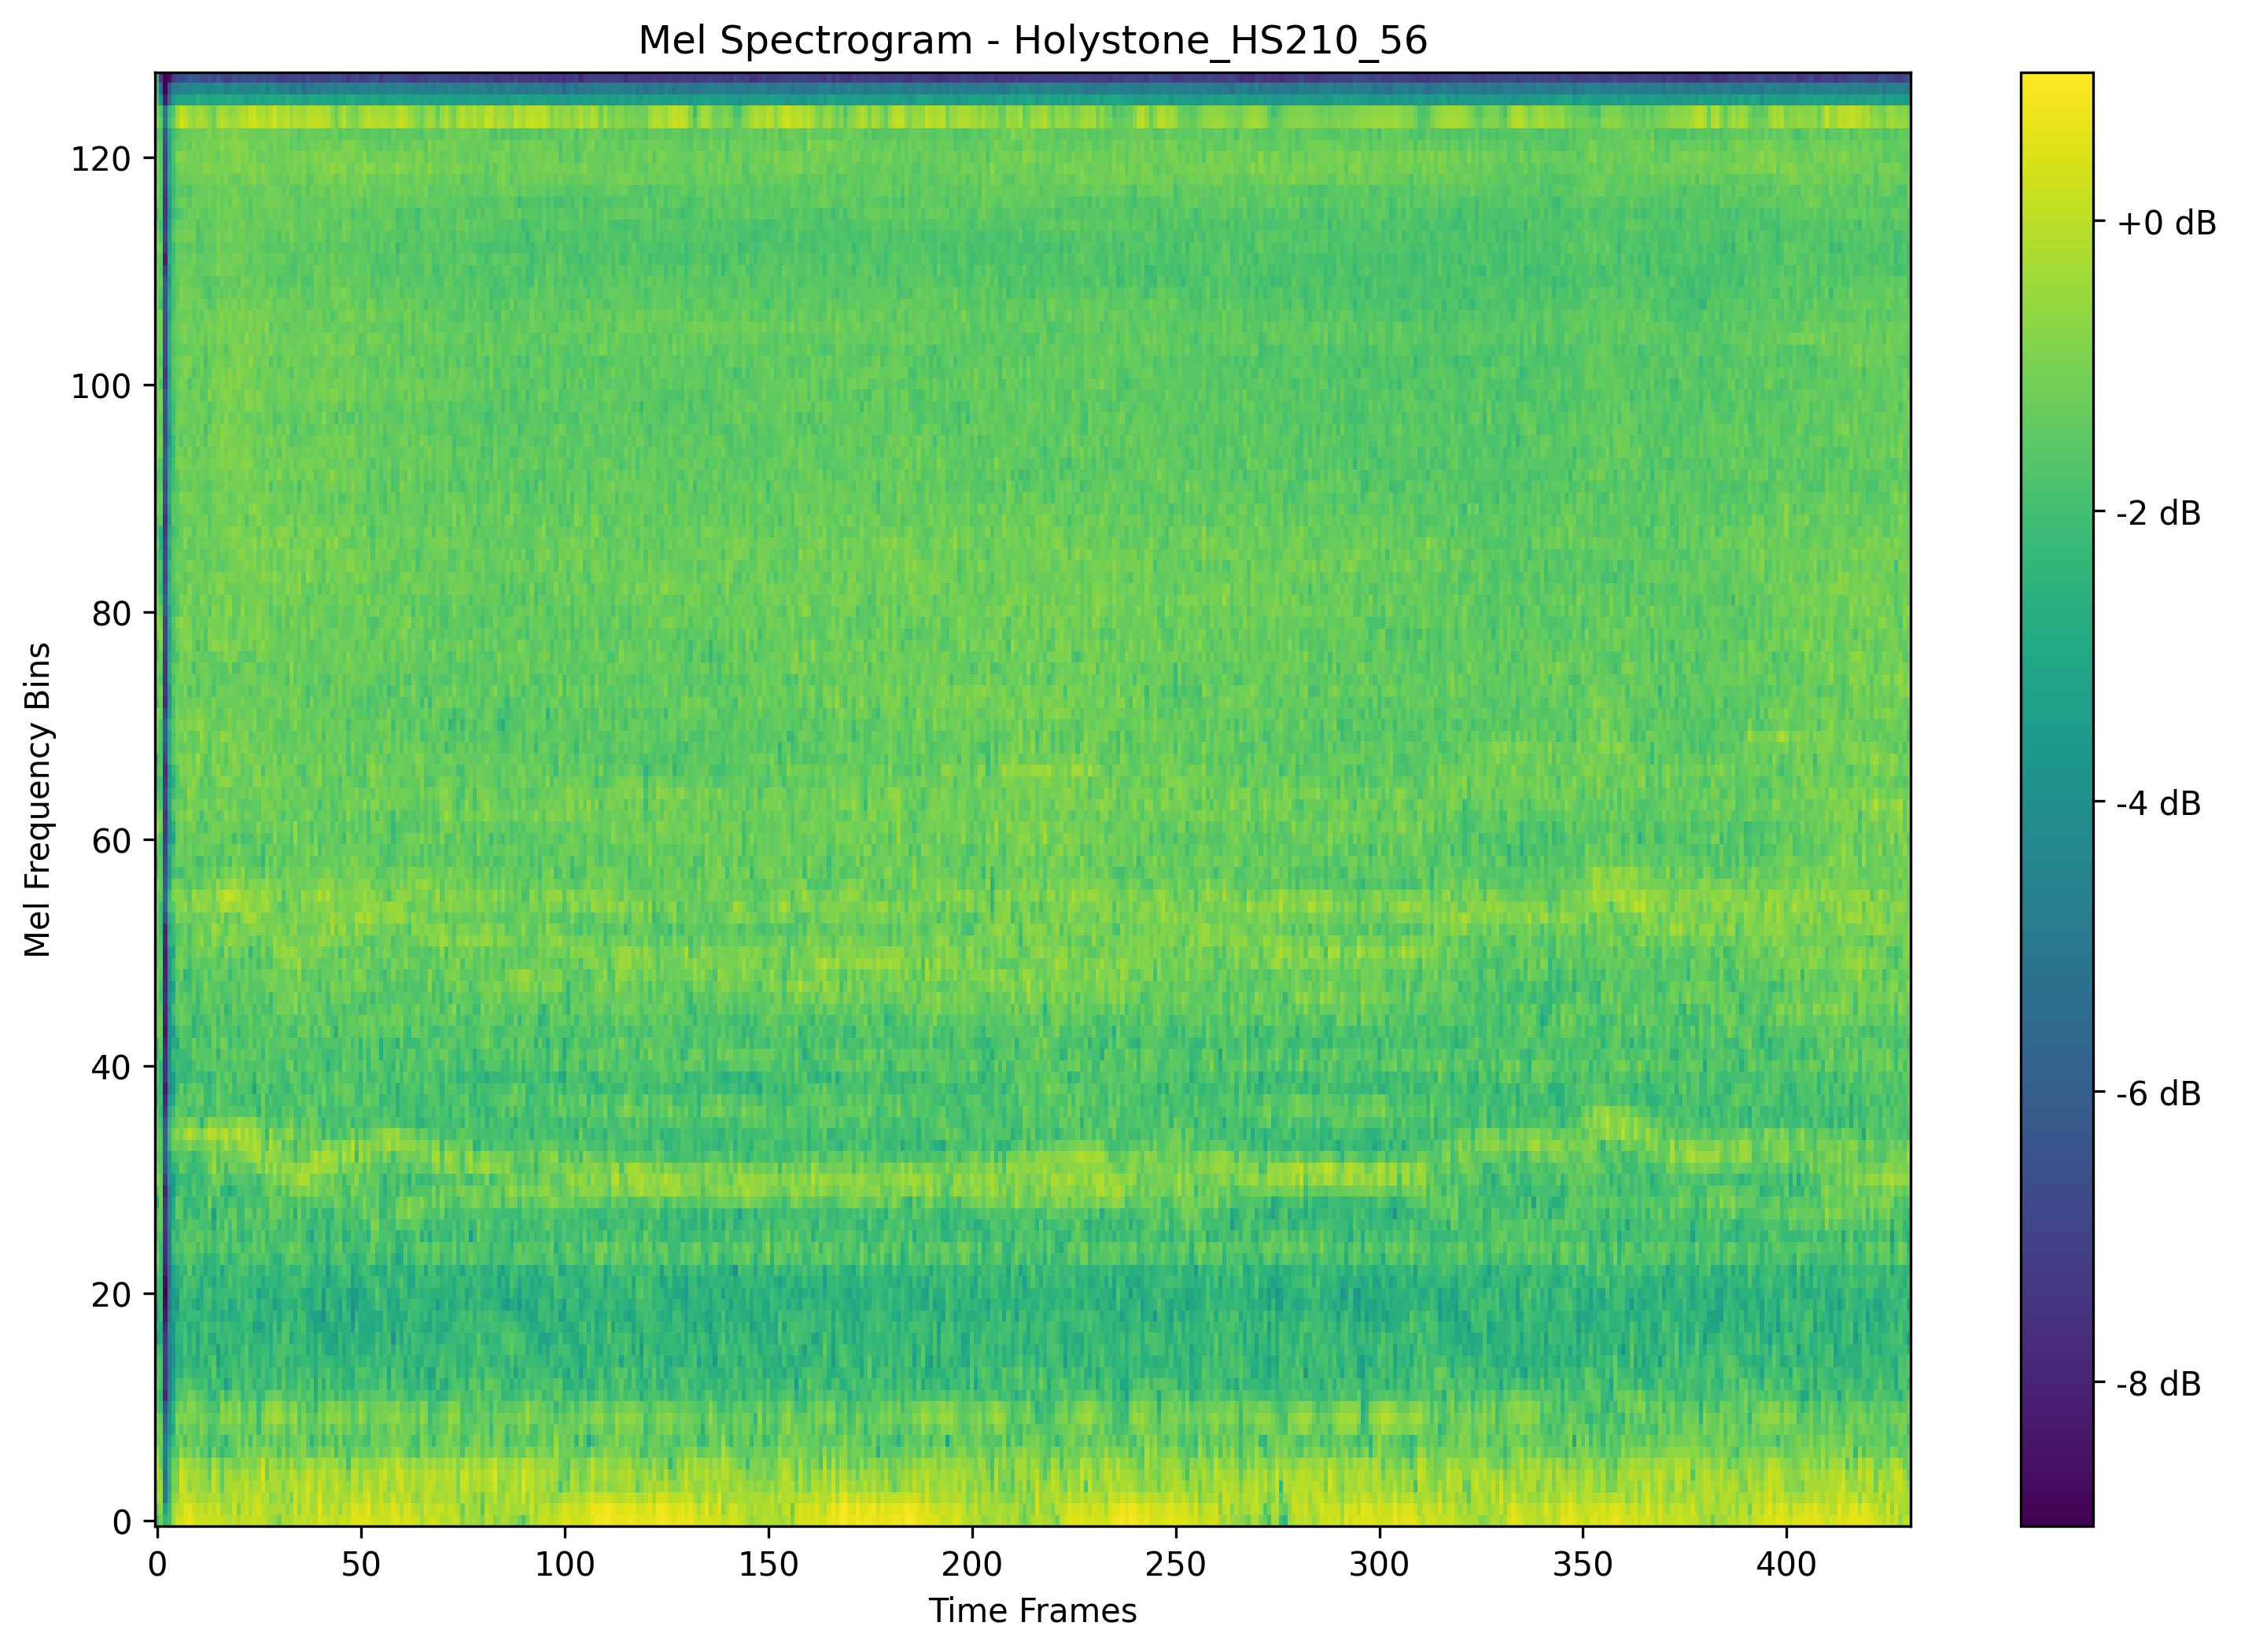 Mel Spectrogram - Holystone_HS210_56
Mel Frequency Bins
120
100
80
60
40
20
0
0 50 100 150 200 250 300 350 400
Time Frames
+0 dB
-2 dB
-4 dB
-6 dB
-8 dB